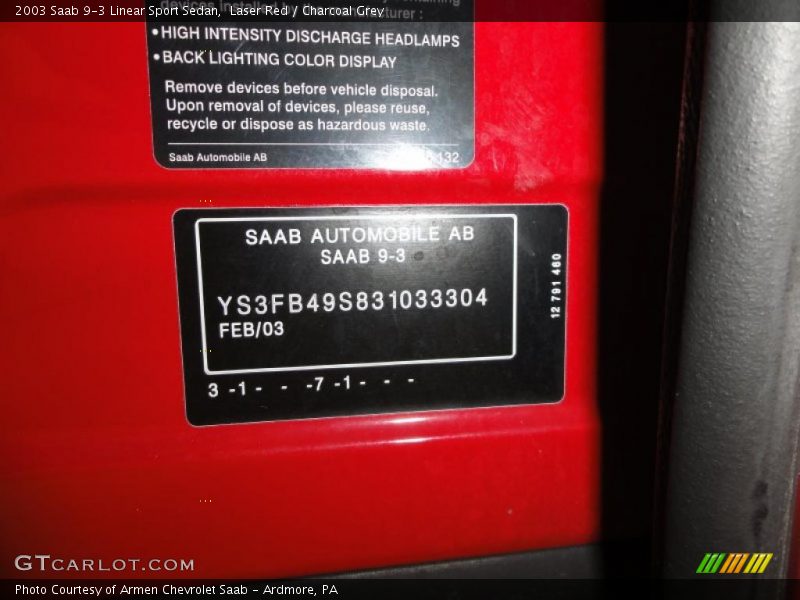 2003 Saab 9-3 Linear Sport Sedan,  Laser Red / Charcoal Grey
•HIGH INTENSITY DISCHARGE HEADLAMPS
•BACK LIGHTING COLOR DISPLAY
Remove devices before vehicle disposal.
Upon removal of devices, please reuse,
recycle or dispose as hazardous waste.
Saab Automobile AB 132
SAAB AUTOMOBILE AB
SAAB 9-3
YS3FB49S831033304
FEB/03
12 791 460
3 -1 - - -7 -1 - - -
GTCARLOT.COM
Photo Courtesy of Armen Chevrolet Saab - Ardmore, PA